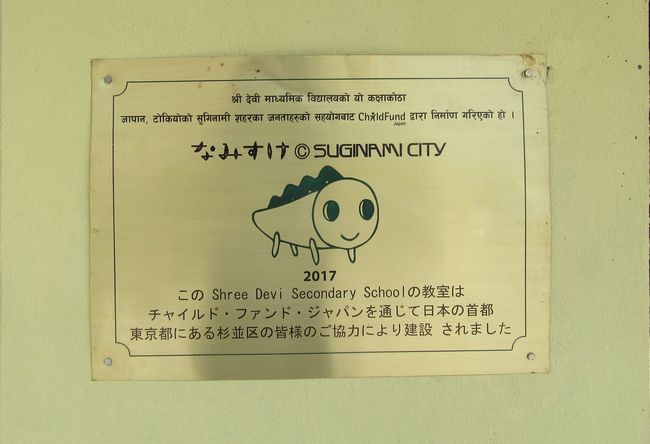 श्री देवी माध्यमिक विद्यालयको यो कक्षाकोठा
जापान, टोकियोको सुगिनामी शहरका जनताहरुको सहयोगबाट ChildFund Japan द्वारा निर्माण गरिएको हो ।
なみすけ © SUGINAMI CITY
2017
この Shree Devi Secondary Schoolの教室は
チャイルド・ファンド・ジャパンを通じて日本の首都
東京都にある杉並区の皆様のご協力により建設 されました